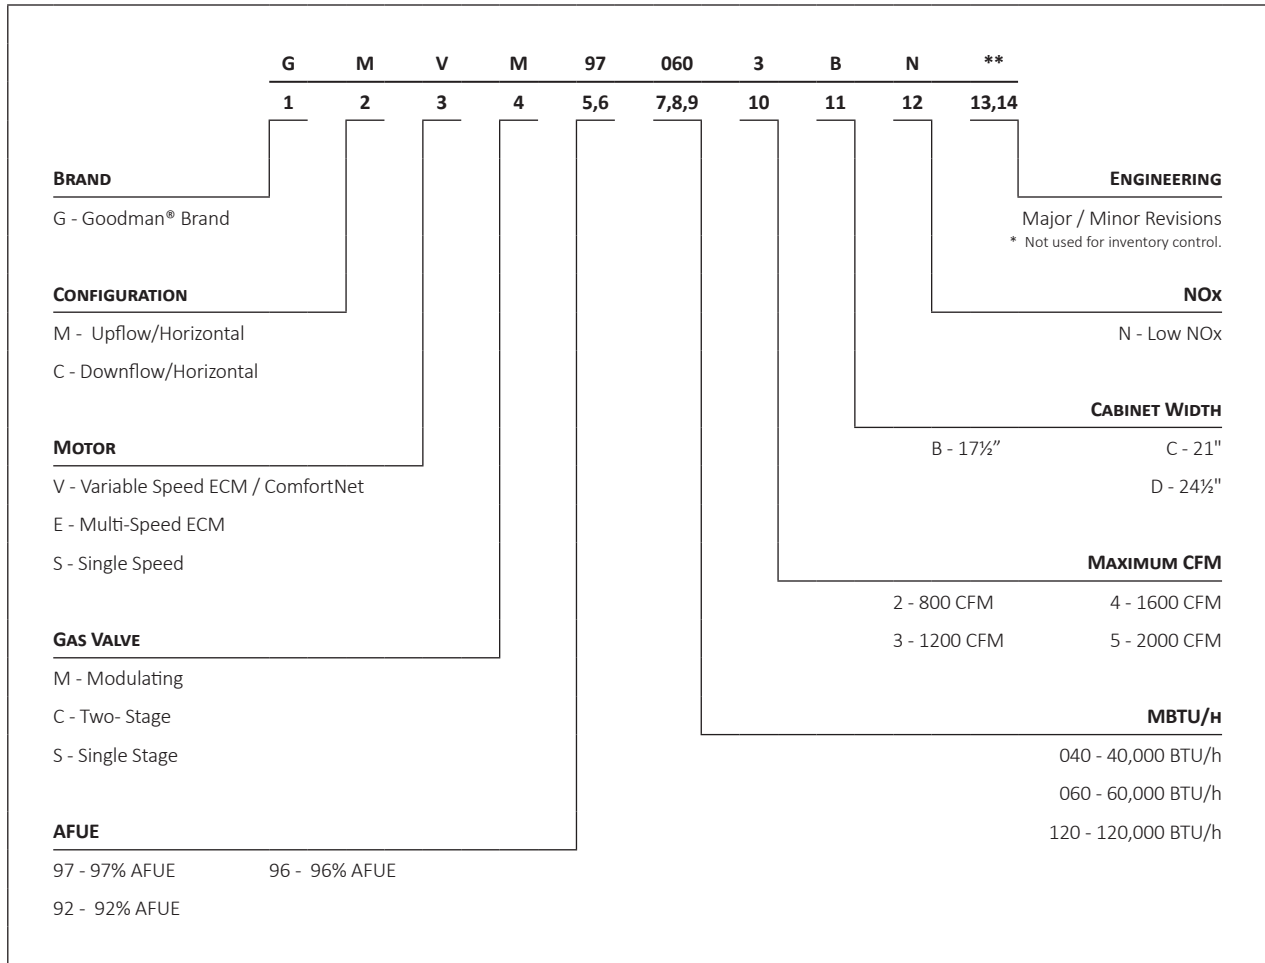 G M V M 97 060 3 B N **
1 2 3 4 5,6 7,8,9 10 11 12 13,14
BRAND
G - Goodman® Brand
CONFIGURATION
M - Upflow/Horizontal
C - Downflow/Horizontal
MOTOR
V - Variable Speed ECM / ComfortNet
E - Multi-Speed ECM
S - Single Speed
GAS VALVE
M - Modulating
C - Two- Stage
S - Single Stage
AFUE
97 - 97% AFUE 96 - 96% AFUE
92 - 92% AFUE
ENGINEERING
Major / Minor Revisions
* Not used for inventory control.
NOx
N - Low NOx
CABINET WIDTH
B - 17½” C - 21"
D - 24½"
MAXIMUM CFM
2 - 800 CFM 4 - 1600 CFM
3 - 1200 CFM 5 - 2000 CFM
MBTU/H
040 - 40,000 BTU/h
060 - 60,000 BTU/h
120 - 120,000 BTU/h